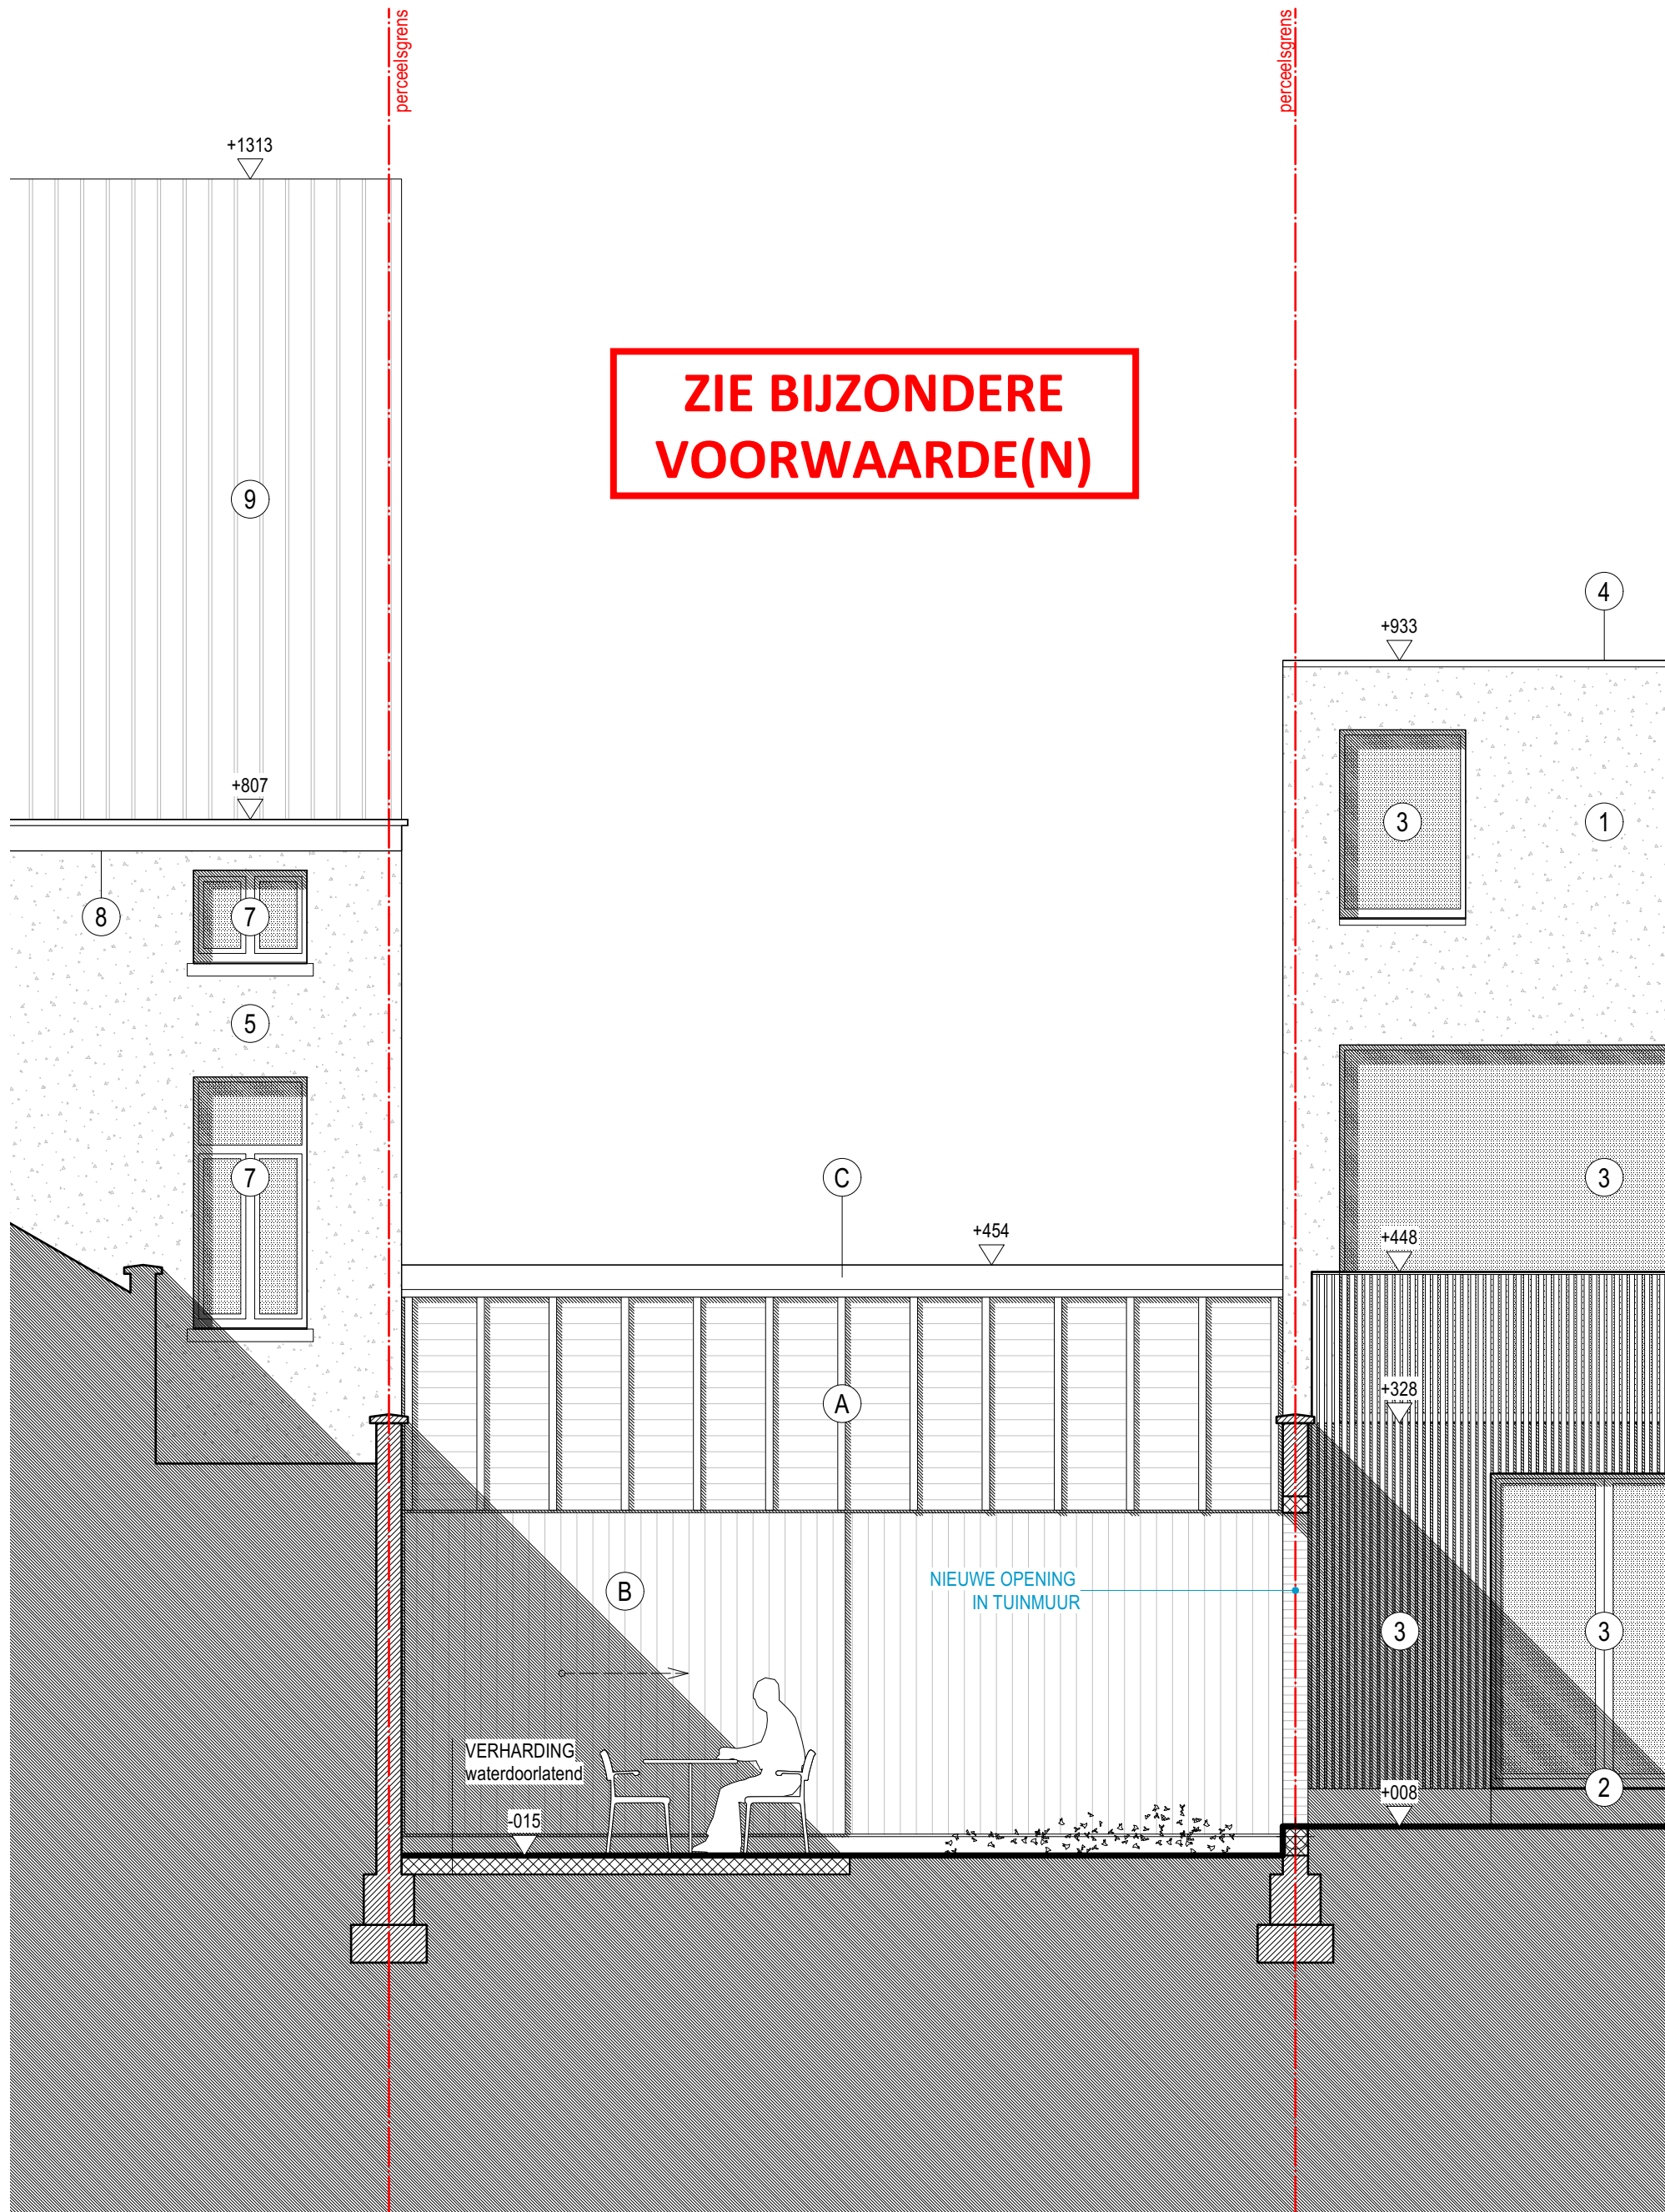 perceelsgrens
perceelsgrens
+1313
ZIE BIJZONDERE
VOORWAARDE(N)
9
4
+933
+807
3
1
8
7
5
7
C
3
+454
+448
+328
A
NIEUWE OPENING
IN TUINMUUR
B
3
3
VERHARDING
waterdoorlatend
+008
2
-015